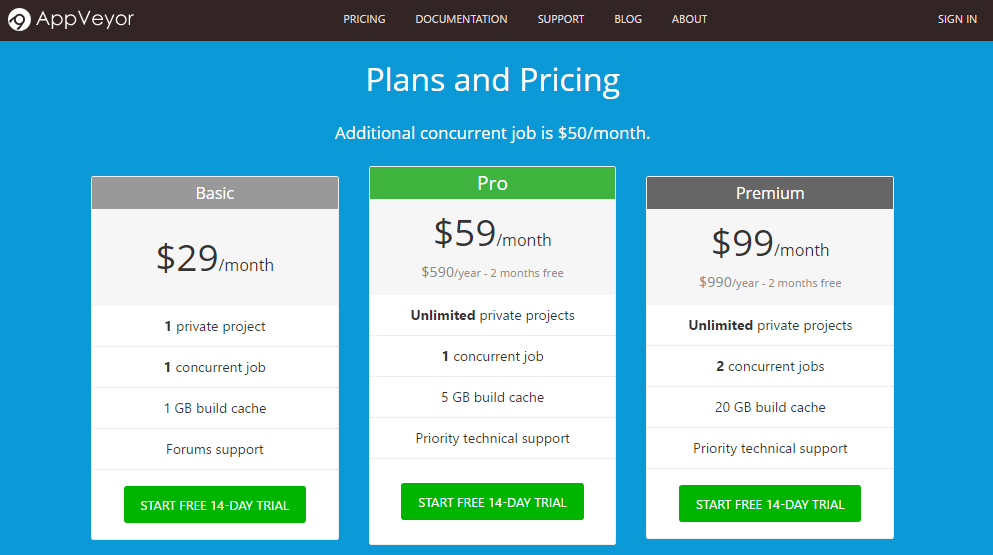 AppVeyor
PRICING
DOCUMENTATION
SUPPORT
BLOG
ABOUT
SIGN IN
Plans and Pricing
Additional concurrent job is $50/month.
Basic
$29/month
1 private project
1 concurrent job
1 GB build cache
Forums support
START FREE 14-DAY TRIAL
Pro
$59/month
$590/year - 2 months free
Unlimited private projects
1 concurrent job
5 GB build cache
Priority technical support
START FREE 14-DAY TRIAL
Premium
$99/month
$990/year - 2 months free
Unlimited private projects
2 concurrent jobs
20 GB build cache
Priority technical support
START FREE 14-DAY TRIAL